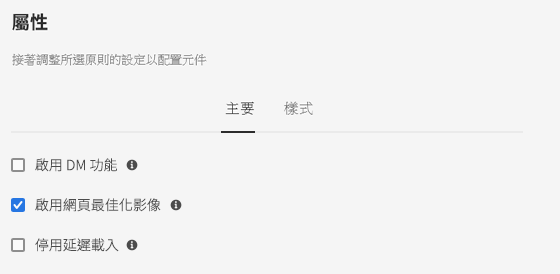 屬性
接著調整所選原則的設定以配置元件
主要 樣式
啟用 DM 功能
啟用網頁最佳化影像
停用延遲載入